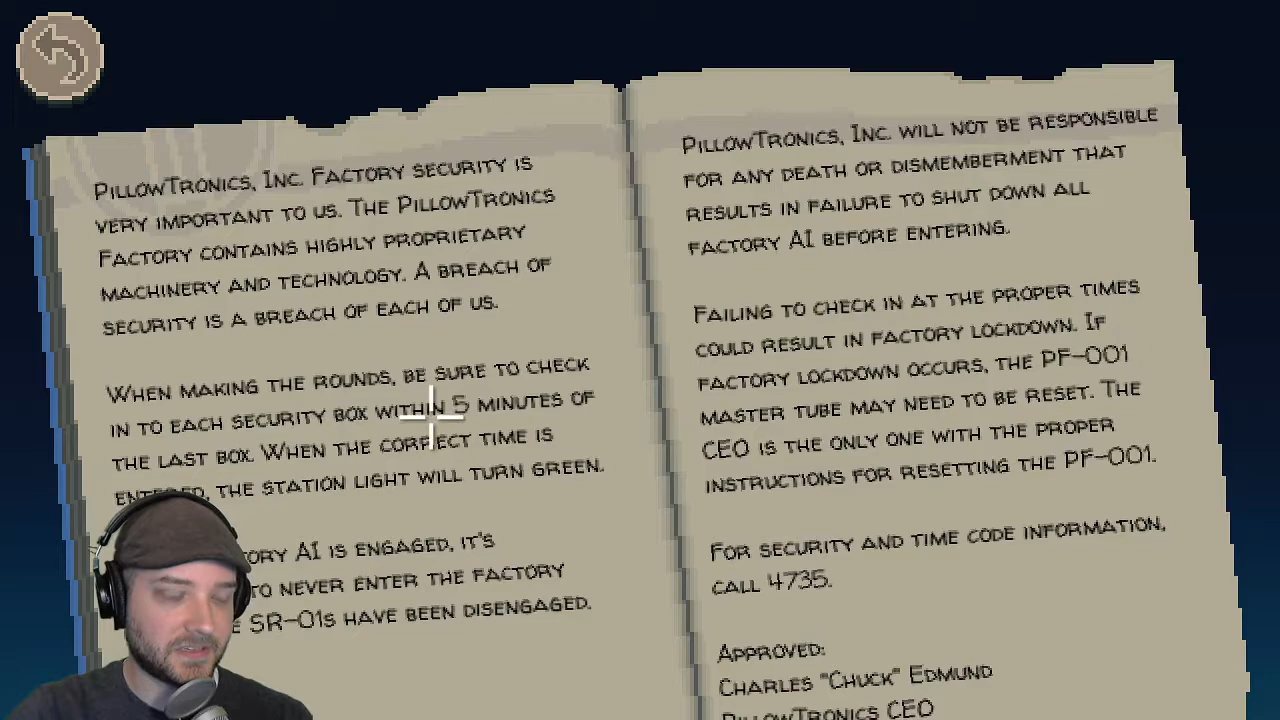 PillowTronics, Inc. Factory security is
very important to us. The PillowTronics
Factory contains highly proprietary
machinery and technology. A breach of
security is a breach of each of us.
When making the rounds, be sure to check
in to each security box within 5 minutes of
the last box. When the correct time is
entered, the station light will turn green.
AI is engaged, it's
to never enter the factory
SR-01s have been disengaged.
PillowTronics, Inc. will not be responsible
for any death or dismemberment that
results in failure to shut down all
factory AI before entering.
Failing to check in at the proper times
could result in factory lockdown. If
factory lockdown occurs, the PF-001
master tube may need to be reset. The
CEO is the only one with the proper
instructions for resetting the PF-001.
For security and time code information,
call 4735.
Approved:
Charles "Chuck" Edmund
PillowTronics CEO